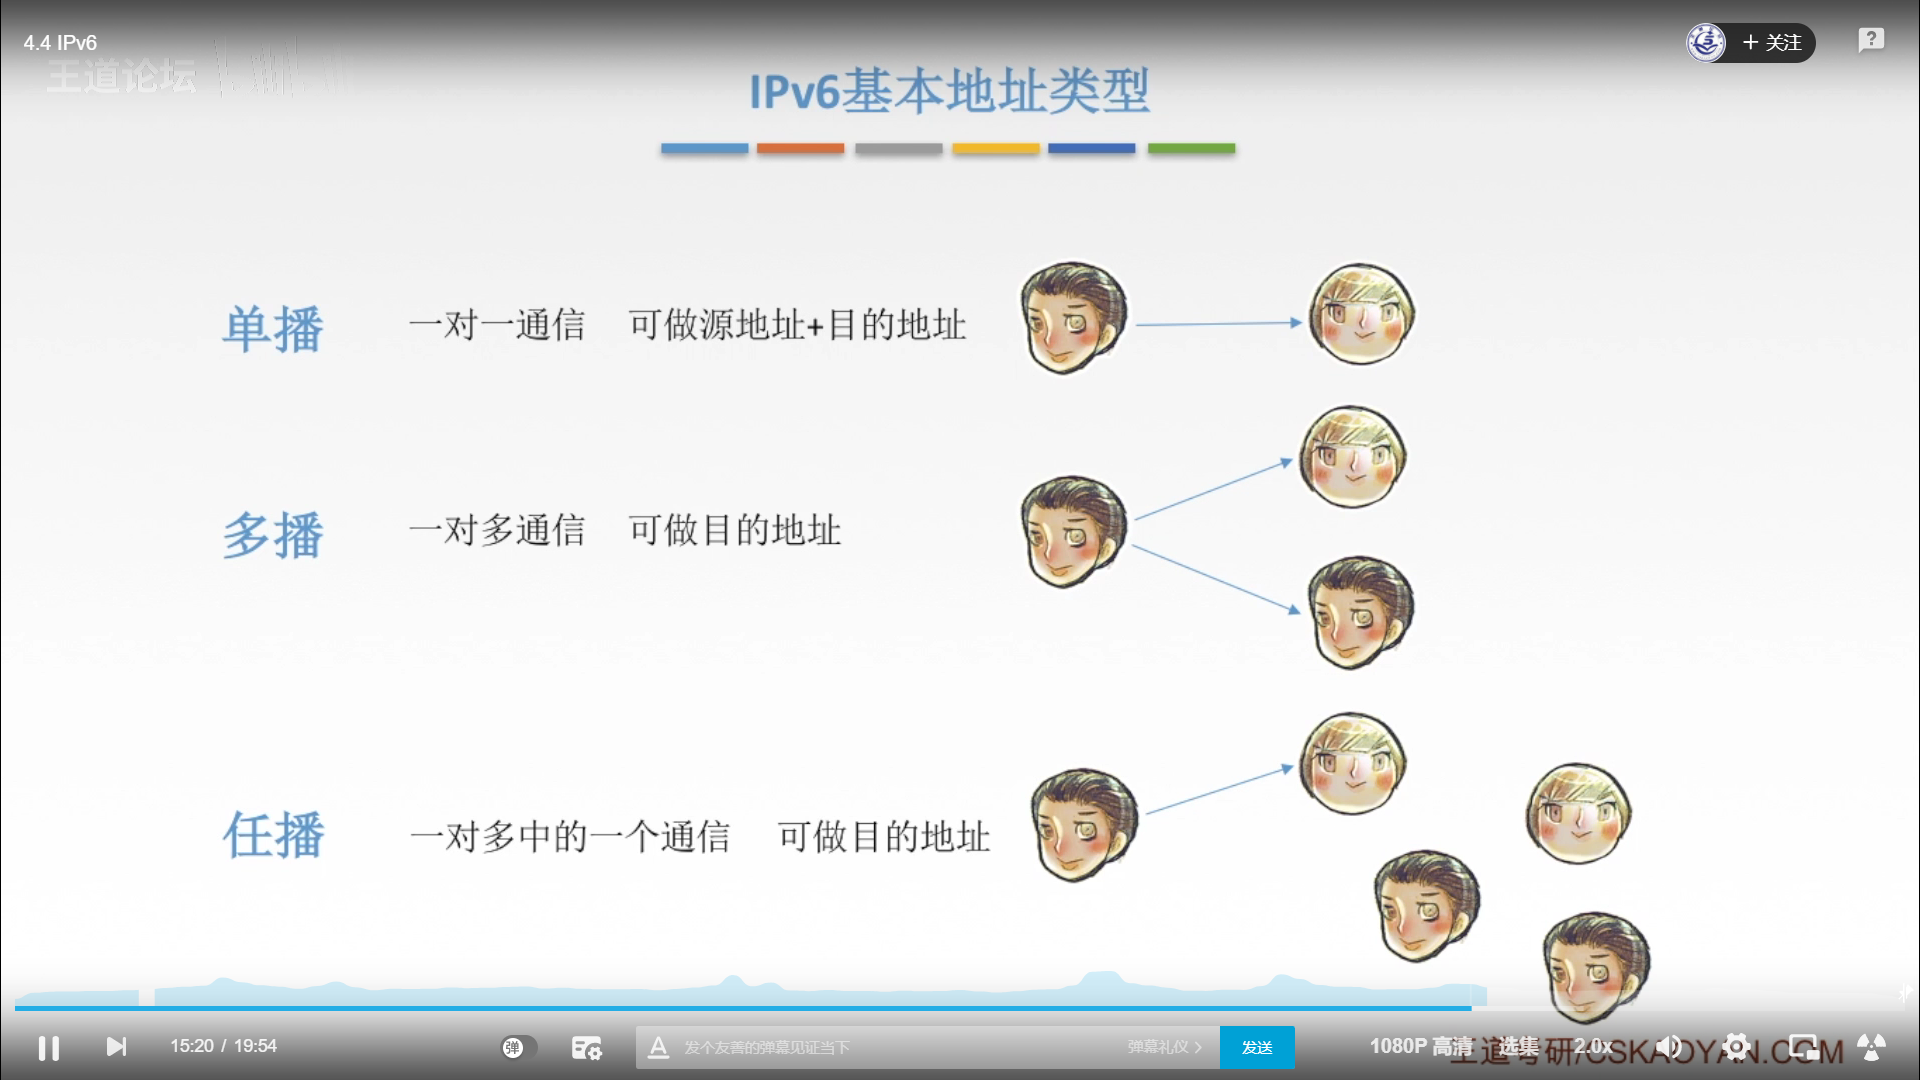 4.4 IPv6
王道论坛
+ 关注
IPv6基本地址类型
单播 一对一通信 可做源地址+目的地址
多播 一对多通信 可做目的地址
任播 一对多中的一个通信 可做目的地址
15:20 / 19:54
弹
A 发个友善的弹幕见证当下
弹幕礼仪 >
发送
1080P 高清
选集
2.0x
王道考研/CSKAOYAN.COM